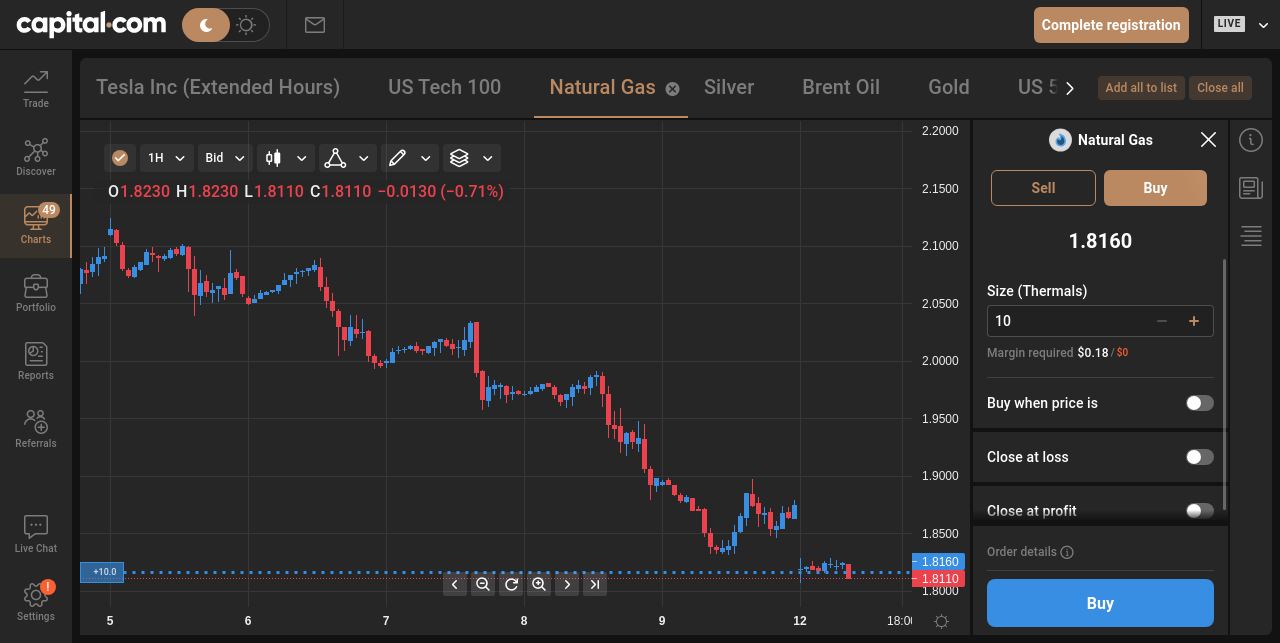 capital.com
Complete registration
LIVE
Trade
Discover
49
Charts
Portfolio
Reports
Referrals
Live Chat
!
Settings
Tesla Inc (Extended Hours)
US Tech 100
Natural Gas
Silver
Brent Oil
Gold
US 5
Add all to list
Close all
1H
Bid
O1.8230 H1.8230 L1.8110 C1.8110 −0.0130 (−0.71%)
2.2000
2.1500
2.1000
2.0500
2.0000
1.9500
1.9000
1.8500
1.8160
1.8110
1.8000
+10.0
5
6
7
8
9
12
18:00
Natural Gas
Sell
Buy
1.8160
Size (Thermals)
10
Margin required $0.18 / $0
Buy when price is
Close at loss
Close at profit
Order details
Buy